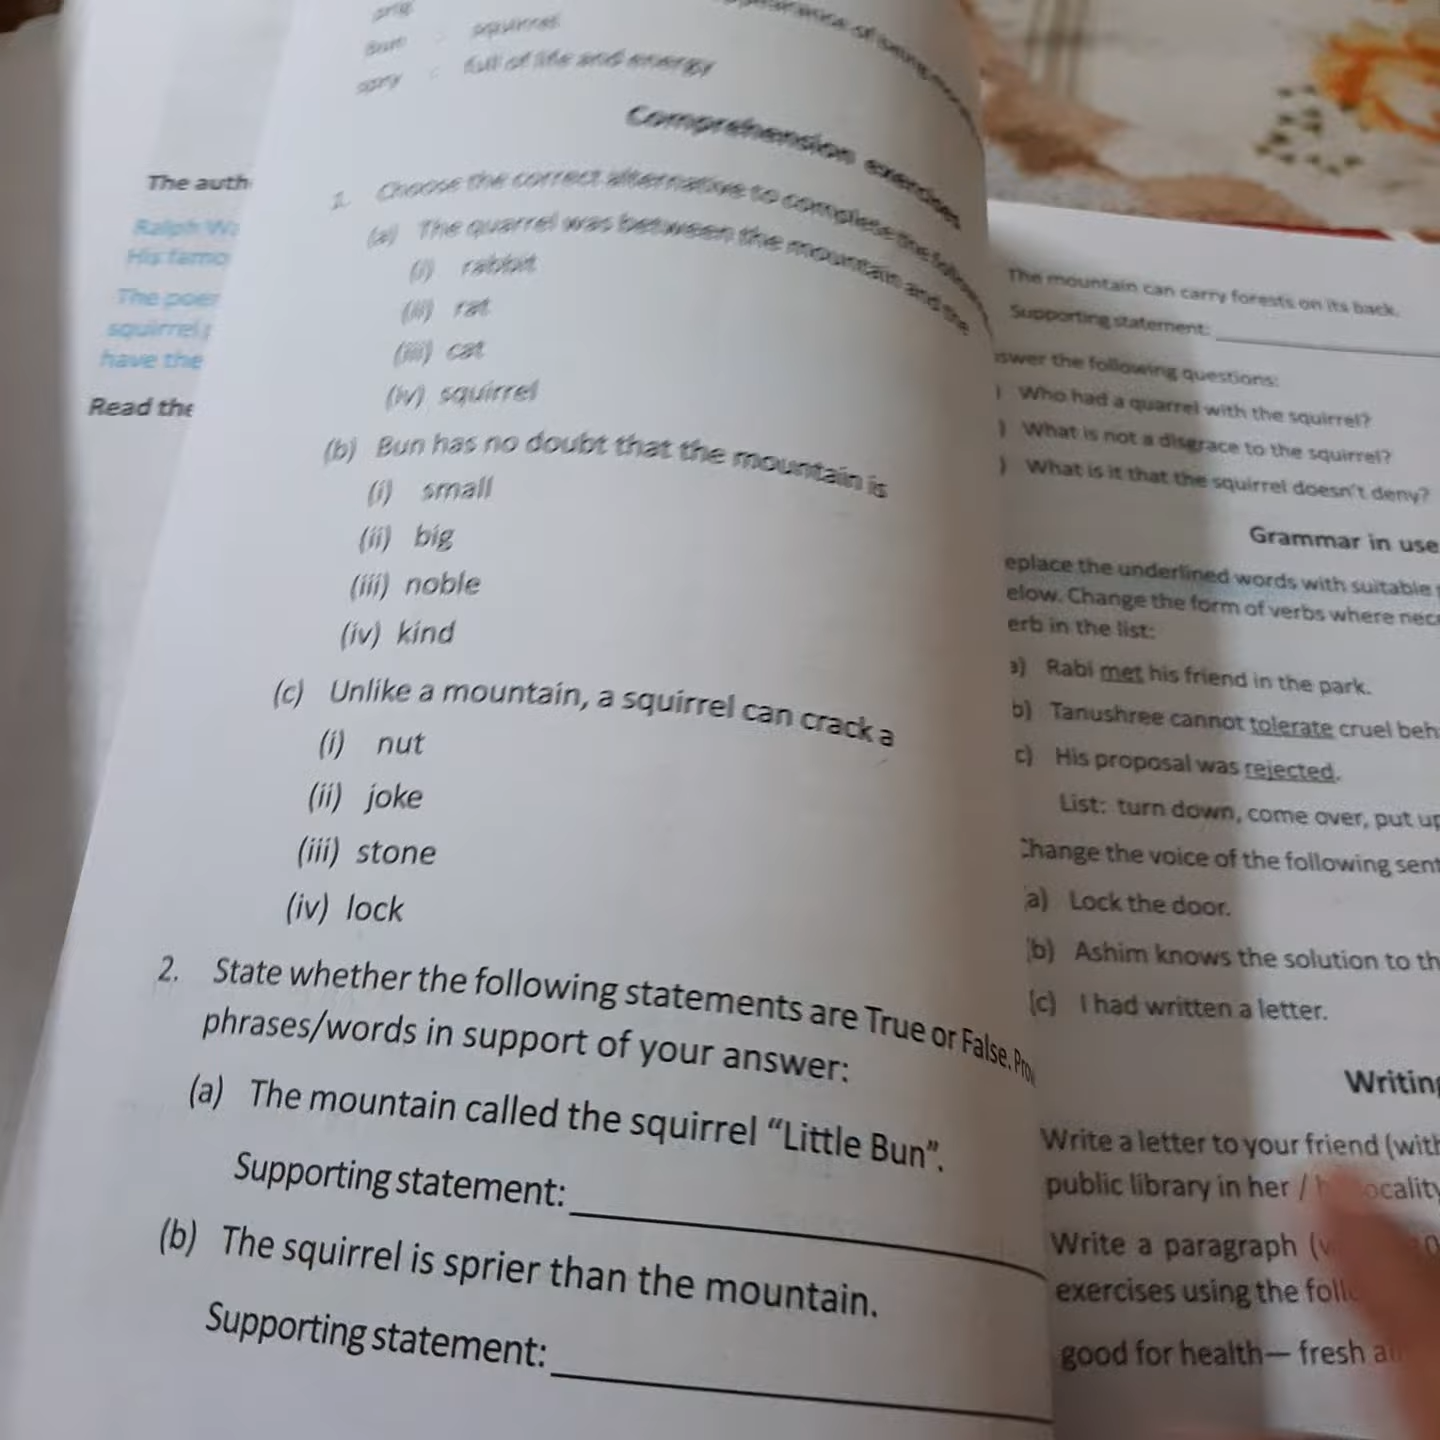 squirrel
full of life and energy
Comprehension exercises
1. Choose the correct alternative to complete the
(a) The quarrel was between the mountain and the
(i) rabbit
(ii) rat
(iii) cat
(iv) squirrel
(b) Bun has no doubt that the mountain is
(i) small
(ii) big
(iii) noble
(iv) kind
(c) Unlike a mountain, a squirrel can crack a
(i) nut
(ii) joke
(iii) stone
(iv) lock
2. State whether the following statements are True or False.
phrases/words in support of your answer:
(a) The mountain called the squirrel “Little Bun”.
Supporting statement:
(b) The squirrel is sprier than the mountain.
Supporting statement:
The auth
Ralph
His famo
The poe
squirrel
have the
Read the
The mountain can carry forests on its back.
Supporting statement:
swer the following questions:
) Who had a quarrel with the squirrel?
) What is not a disgrace to the squirrel?
) What is it that the squirrel doesn’t deny?
Grammar in use
eplace the underlined words with suitable
elow. Change the form of verbs where nec
erb in the list:
a) Rabi met his friend in the park.
b) Tanushree cannot tolerate cruel beh
c) His proposal was rejected.
List: turn down, come over, put up
hange the voice of the following sent
a) Lock the door.
b) Ashim knows the solution to th
(c) I had written a letter.
Writing
Write a letter to your friend (with
public library in her / ocality
Write a paragraph
exercises using the foll
good for health— fresh